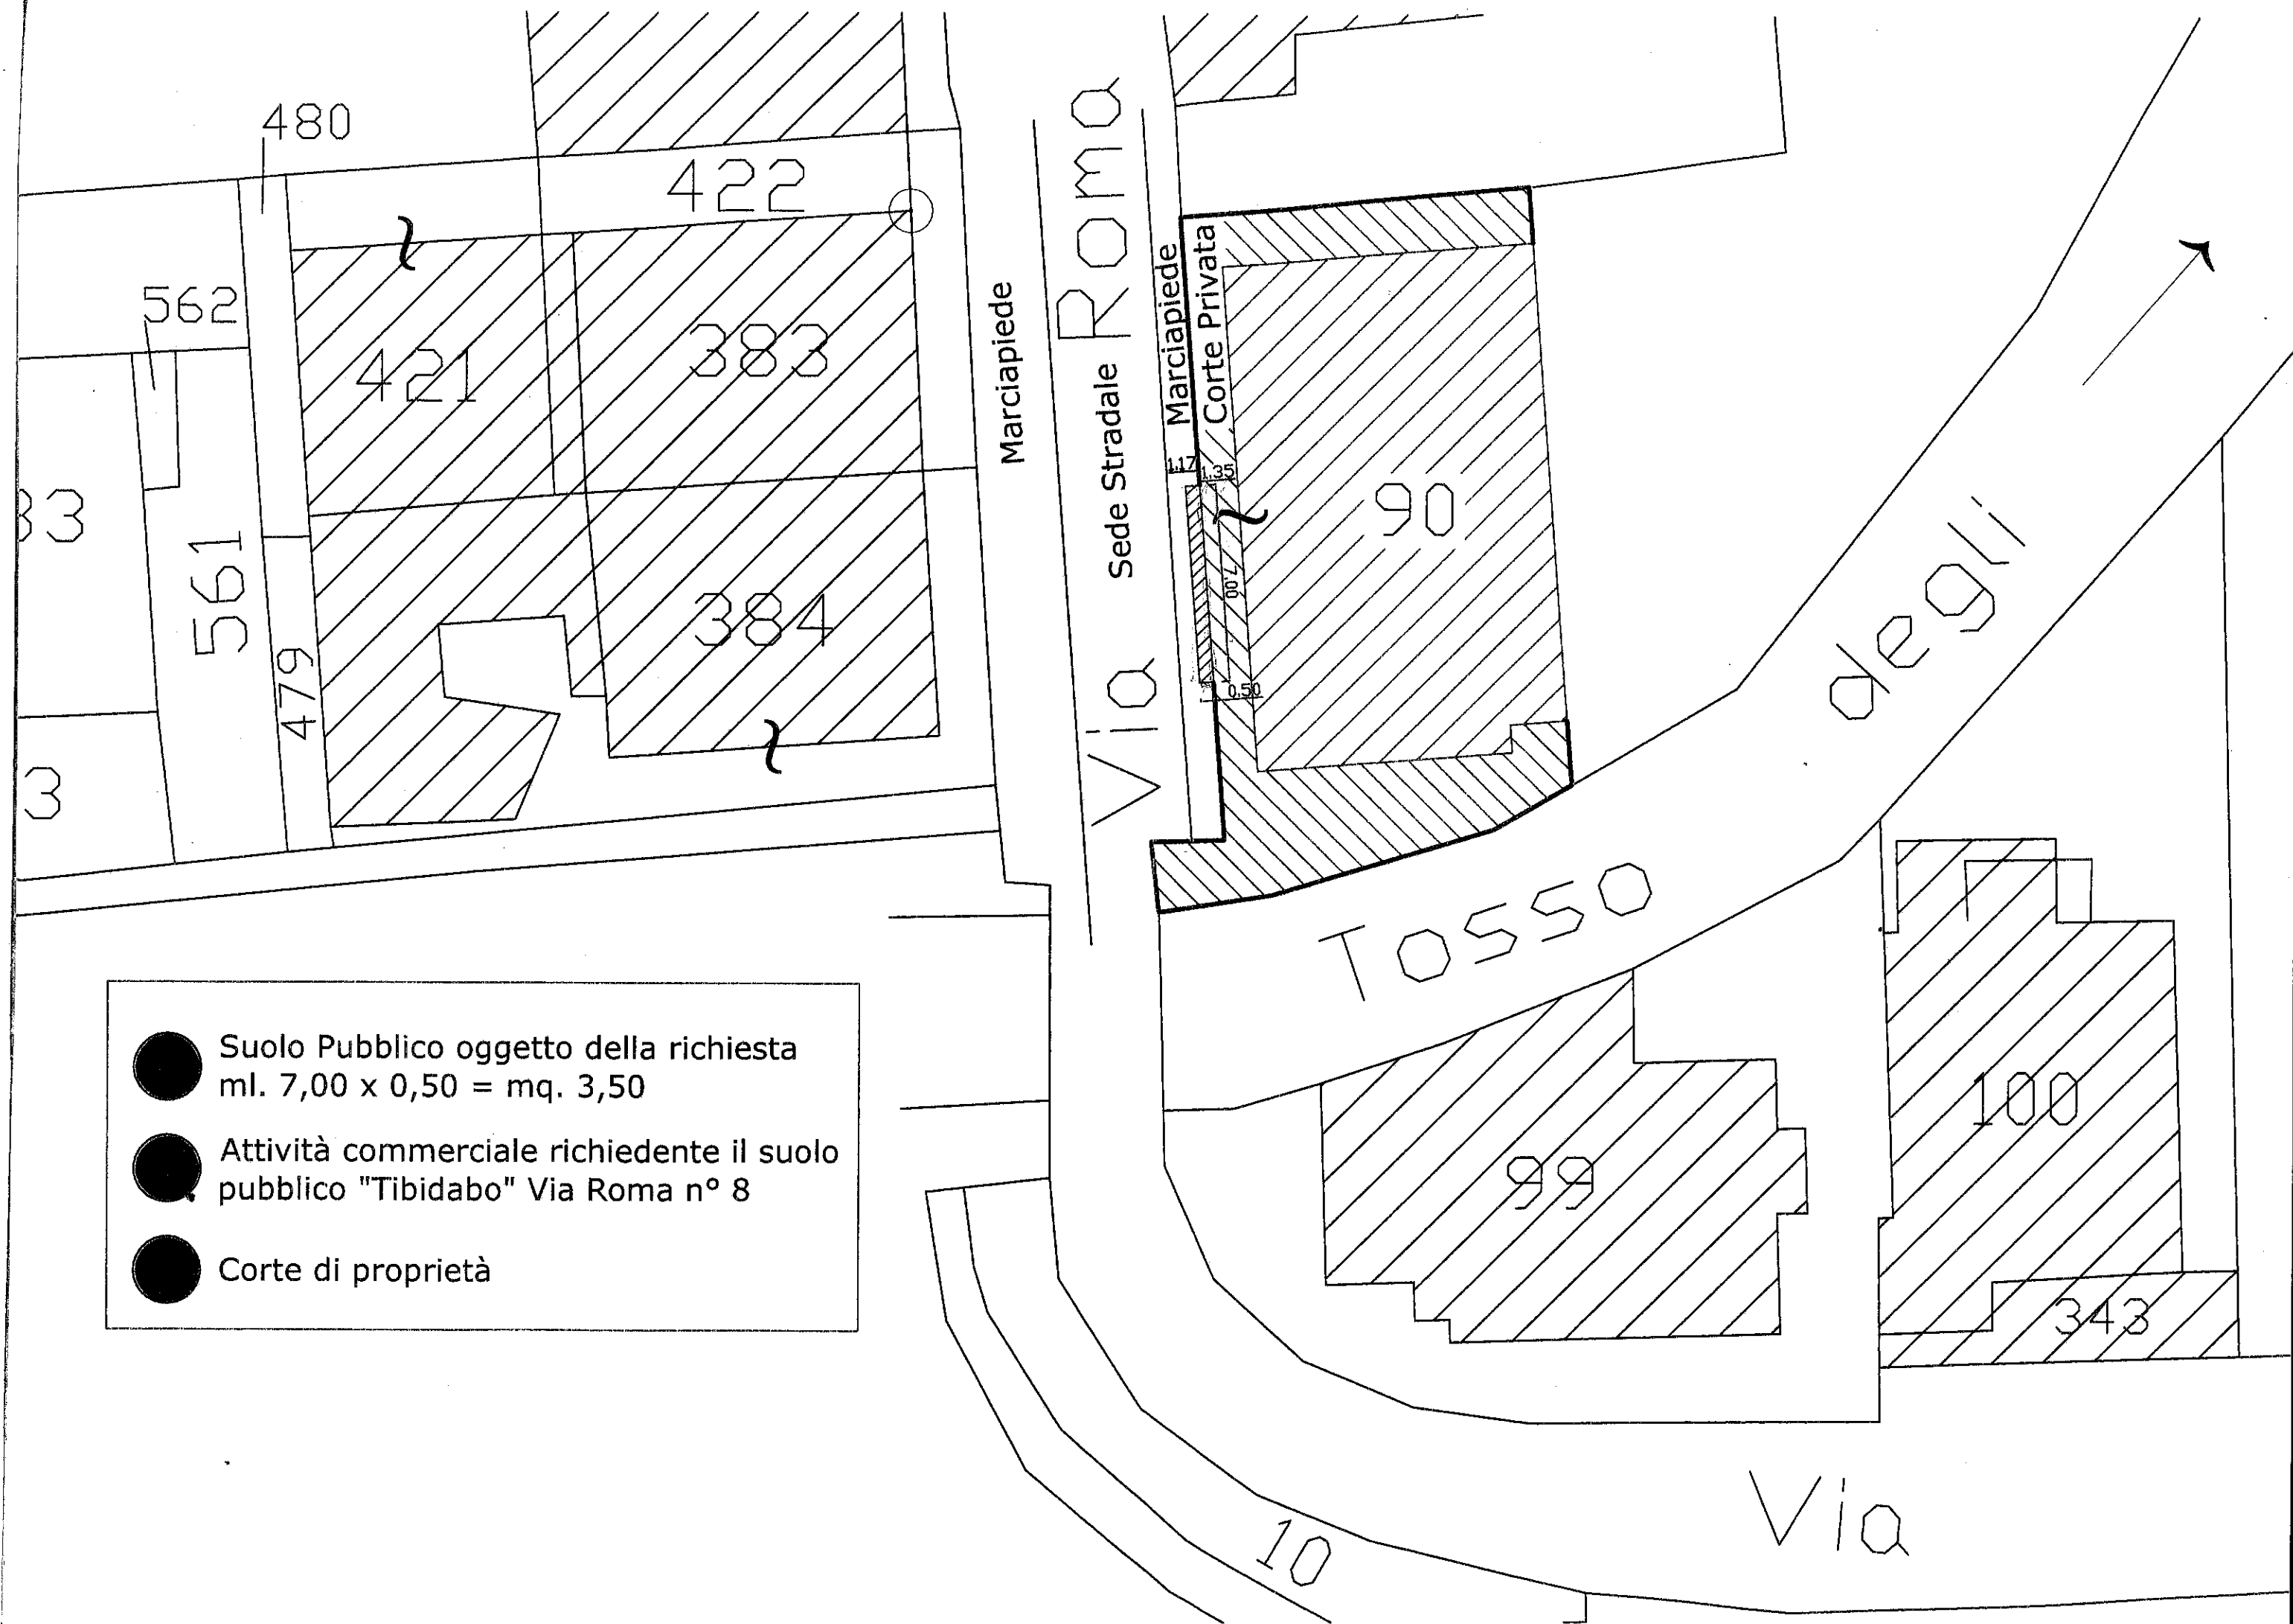 480
422
562
421
383
33
561
384
479
3
Marciapiede
Via Roma
Sede Stradale
Marciapiede
Corte Privata
1.17
1.35
7.00
0.50
90
degli
Tosso
99
100
343
Via
10
Suolo Pubblico oggetto della richiesta
ml. 7,00 x 0,50 = mq. 3,50
Attività commerciale richiedente il suolo
pubblico "Tibidabo" Via Roma n° 8
Corte di proprietà